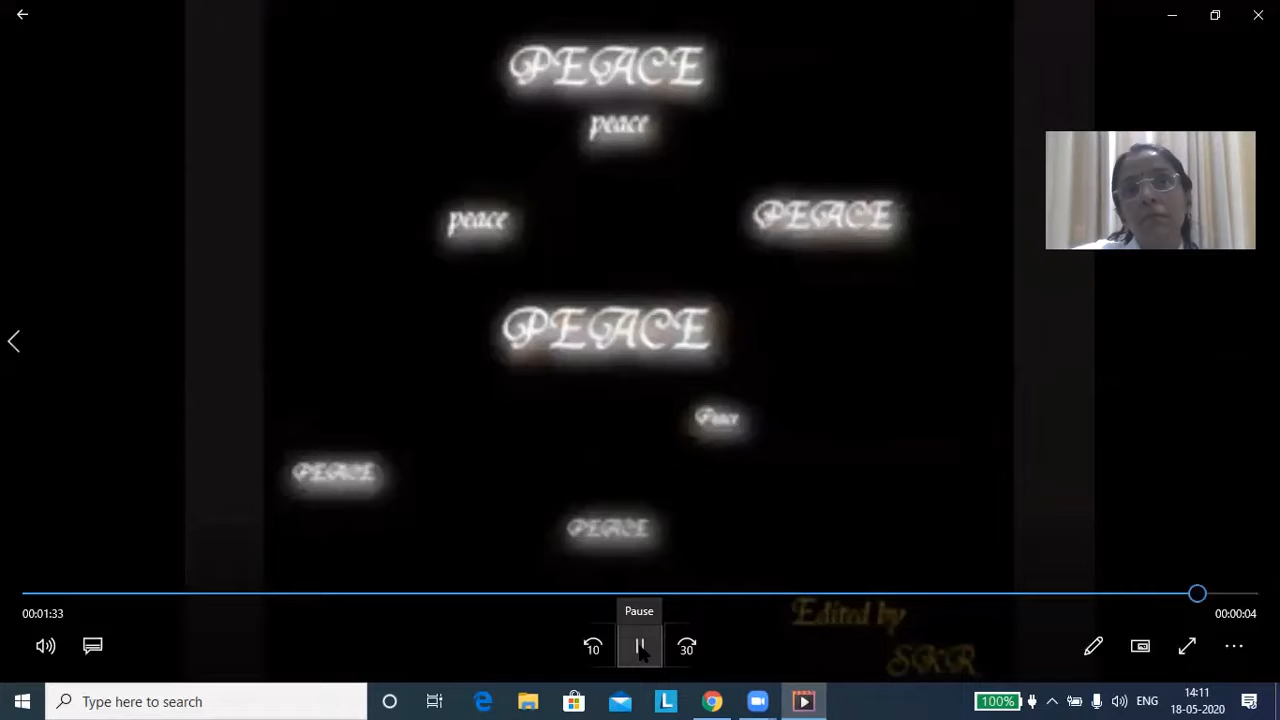 PEACE
peace
peace PEACE
PEACE
Peace
PEACE
PEACE
00:01:33 Pause 00:00:04
Edited by
SKR
10 30
Type here to search
L
100% ENG 14:11
18-05-2020